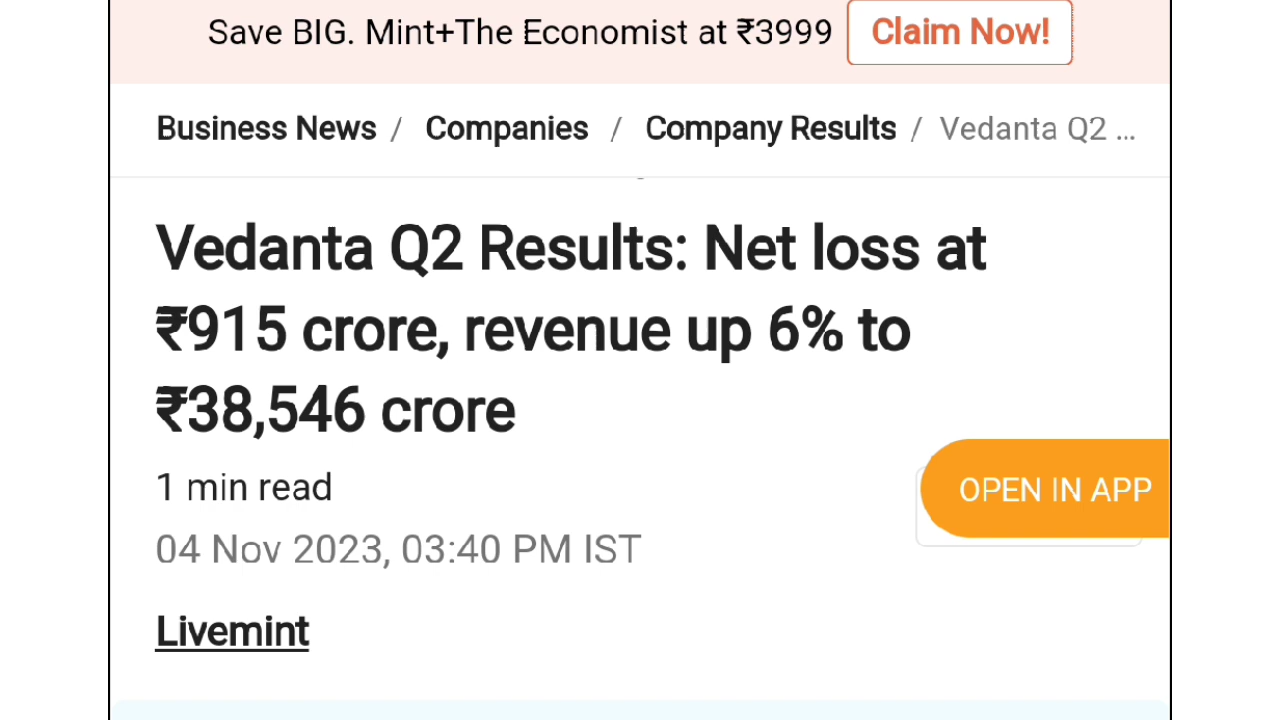 Save BIG. Mint+The Economist at ₹3999 Claim Now!
Business News / Companies / Company Results / Vedanta Q2 ...
Vedanta Q2 Results: Net loss at
₹915 crore, revenue up 6% to
₹38,546 crore
1 min read
OPEN IN APP
04 Nov 2023, 03:40 PM IST
Livemint